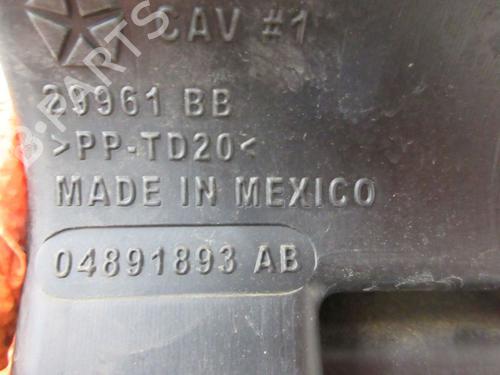 CAV #1
29961 BB
>PP-TD20<
MADE IN MEXICO
04891893 AB